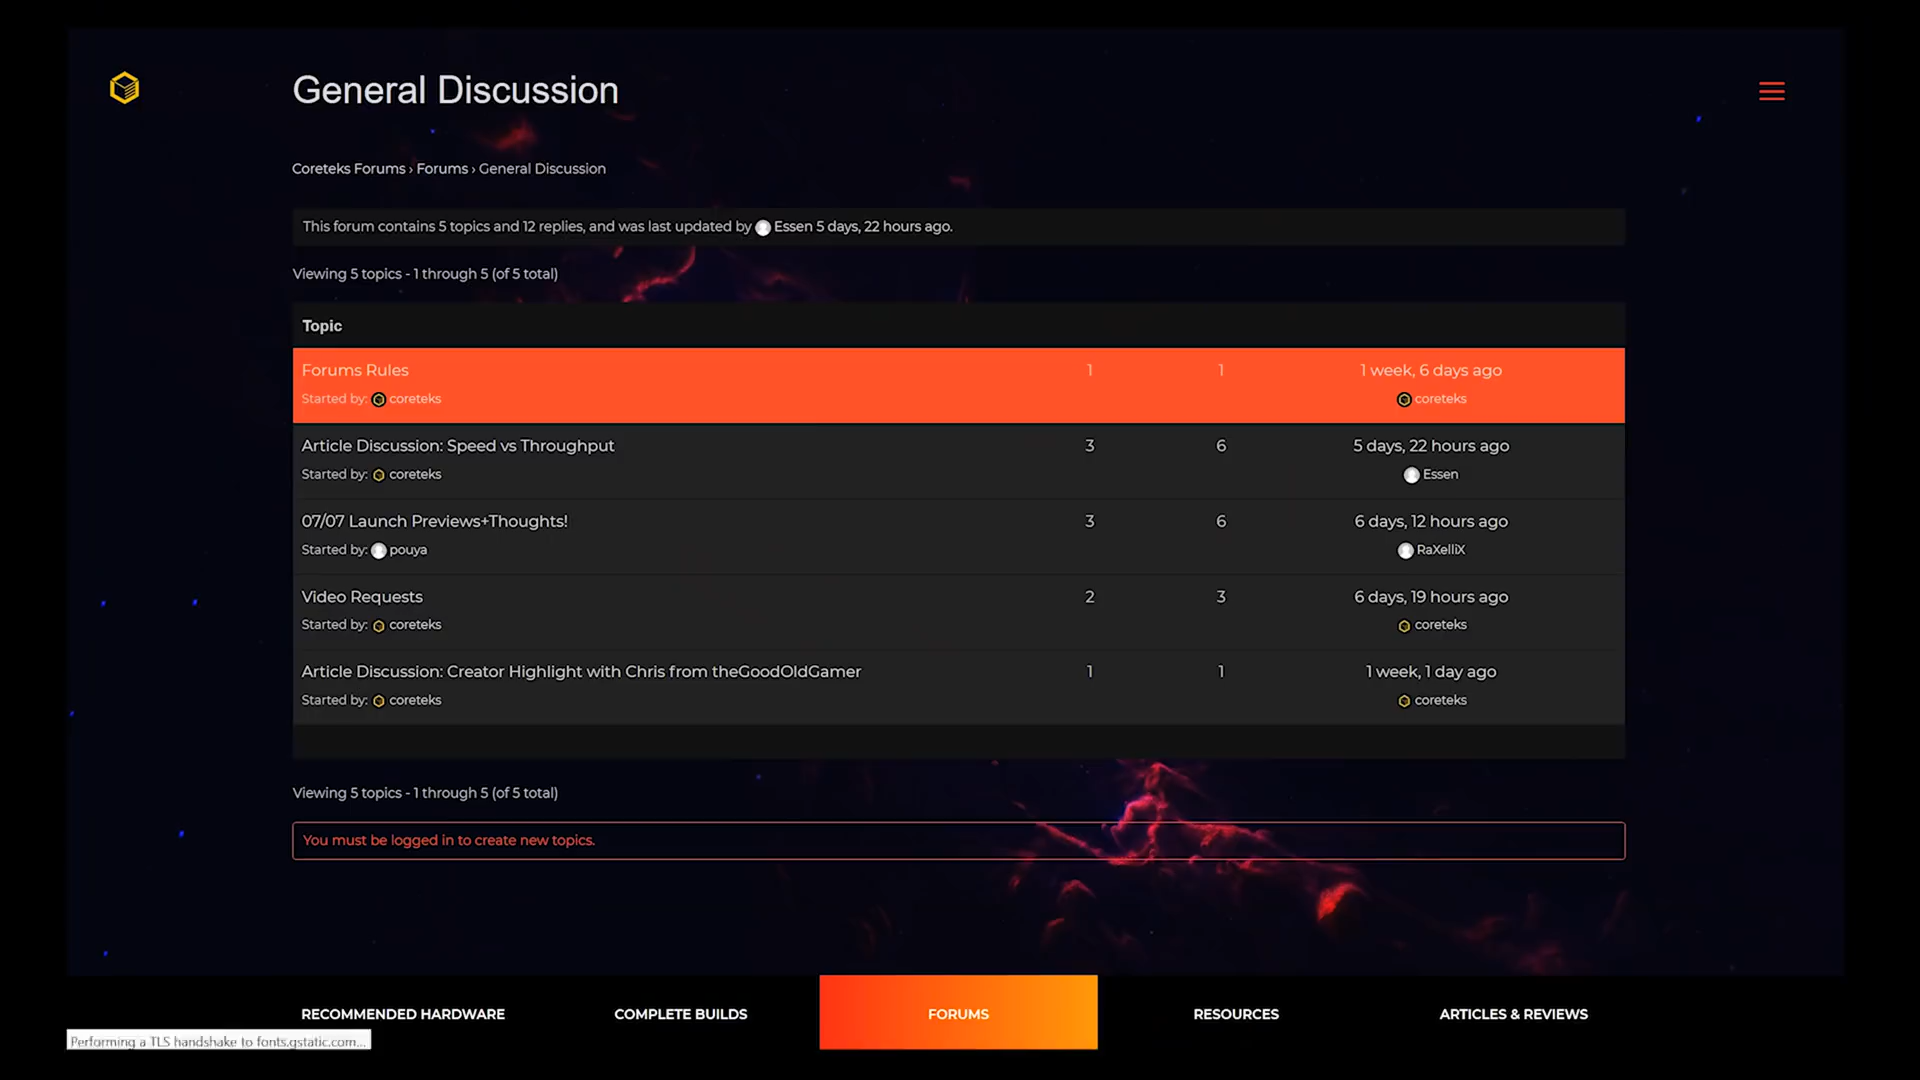 General Discussion
Coreteks Forums › Forums › General Discussion
This forum contains 5 topics and 12 replies, and was last updated by Essen 5 days, 22 hours ago.
Viewing 5 topics - 1 through 5 (of 5 total)
Topic
Forums Rules 1 1 1 week, 6 days ago
Started by: coreteks coreteks
Article Discussion: Speed vs Throughput 3 6 5 days, 22 hours ago
Started by: coreteks Essen
07/07 Launch Previews+Thoughts! 3 6 6 days, 12 hours ago
Started by: pouya RaXelliX
Video Requests 2 3 6 days, 19 hours ago
Started by: coreteks coreteks
Article Discussion: Creator Highlight with Chris from theGoodOldGamer 1 1 1 week, 1 day ago
Started by: coreteks coreteks
Viewing 5 topics - 1 through 5 (of 5 total)
You must be logged in to create new topics.
RECOMMENDED HARDWARE COMPLETE BUILDS FORUMS RESOURCES ARTICLES & REVIEWS
Performing a TLS handshake to fonts.gstatic.com...